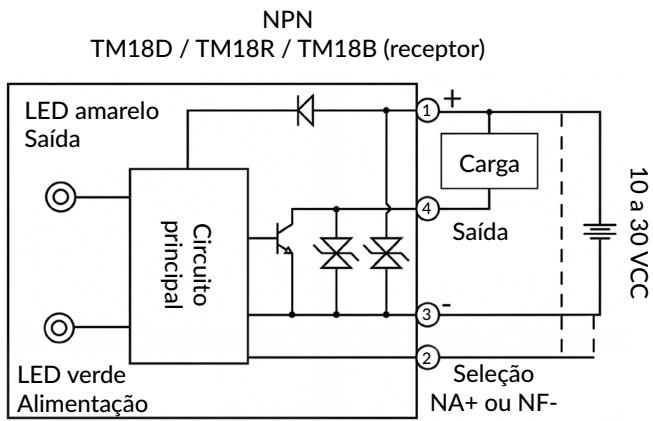 NPN
TM18D / TM18R / TM18B (receptor)
LED amarelo
Saída
1
+
Carga
4
Saída
Circuito
principal
10 a 30 VCC
3
-
2
LED verde
Alimentação
Seleção
NA+ ou NF-